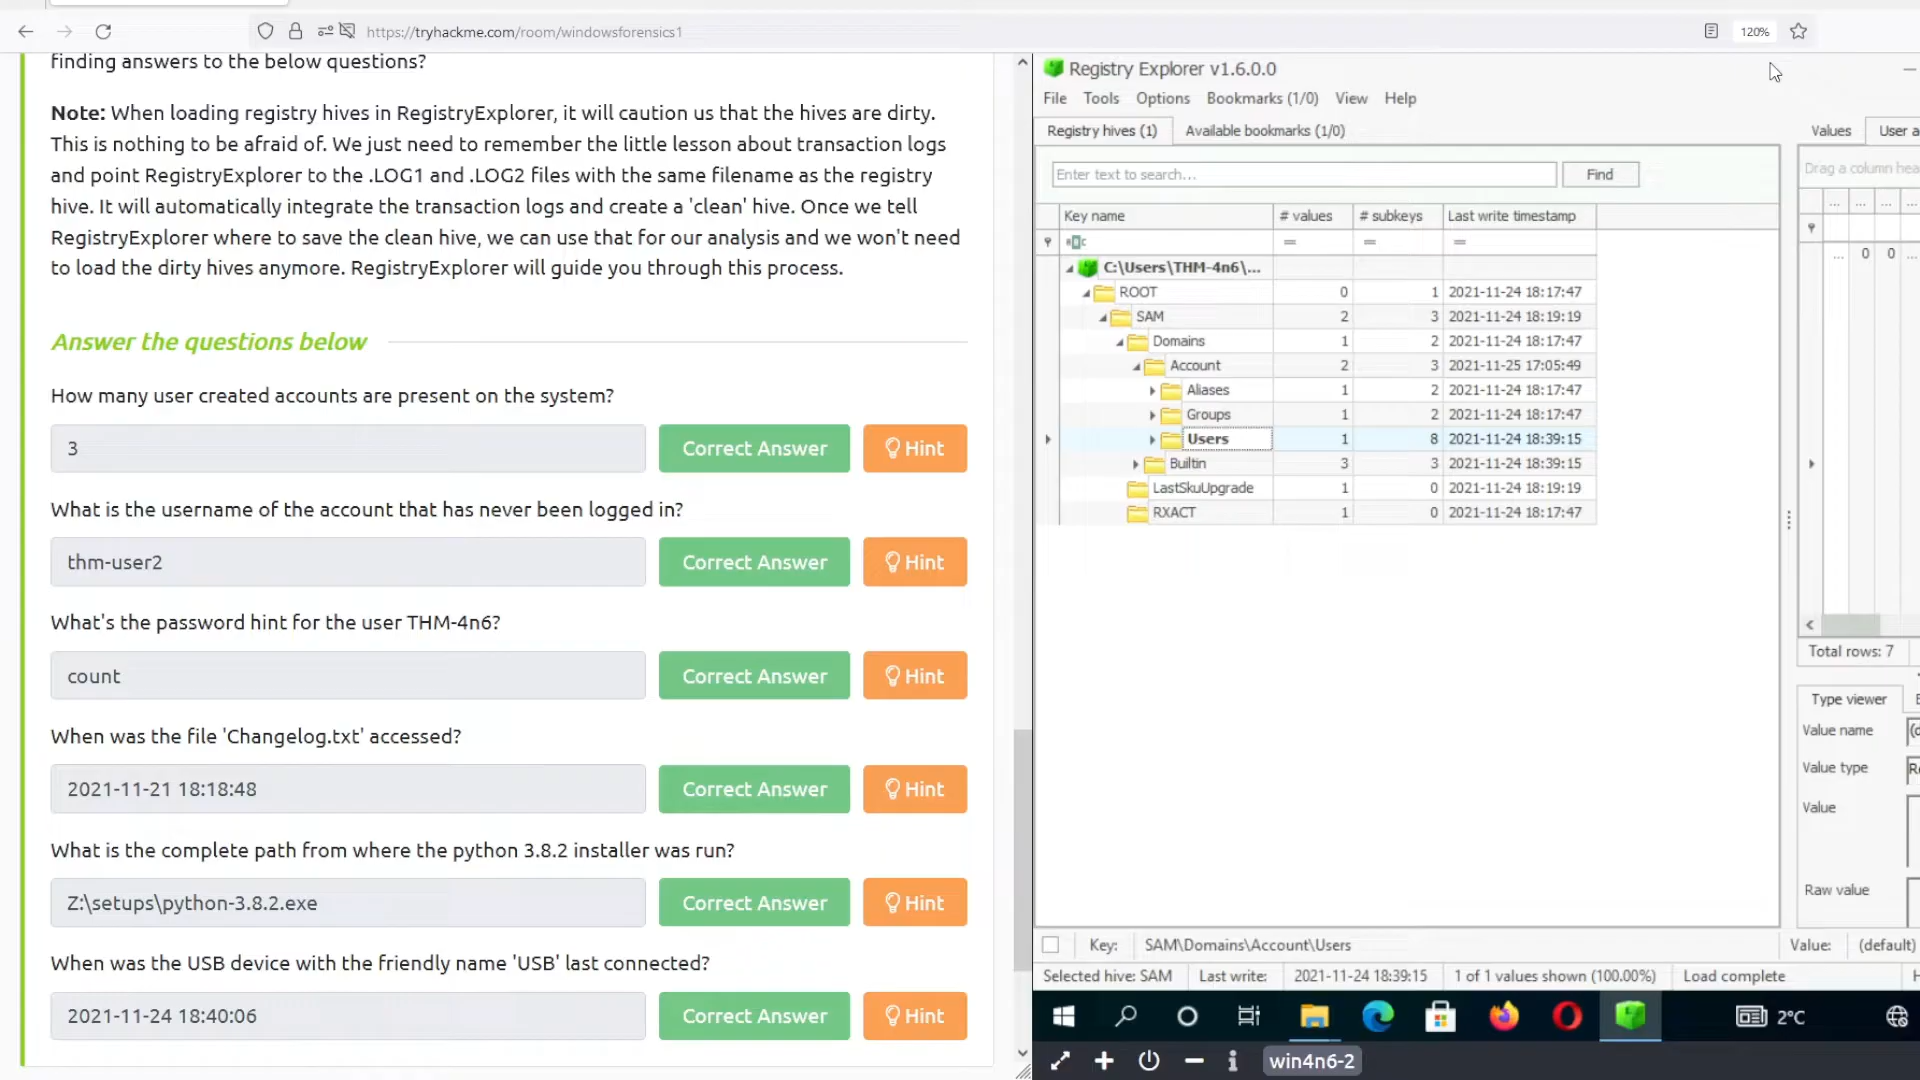 https://tryhackme.com/room/windowsforensics1
120%
finding answers to the below questions?
Note: When loading registry hives in RegistryExplorer, it will caution us that the hives are dirty.
This is nothing to be afraid of. We just need to remember the little lesson about transaction logs
and point RegistryExplorer to the .LOG1 and .LOG2 files with the same filename as the registry
hive. It will automatically integrate the transaction logs and create a 'clean' hive. Once we tell
RegistryExplorer where to save the clean hive, we can use that for our analysis and we won't need
to load the dirty hives anymore. RegistryExplorer will guide you through this process.
Answer the questions below
How many user created accounts are present on the system?
3
Correct Answer
Hint
What is the username of the account that has never been logged in?
thm-user2
Correct Answer
Hint
What's the password hint for the user THM-4n6?
count
Correct Answer
Hint
When was the file 'Changelog.txt' accessed?
2021-11-21 18:18:48
Correct Answer
Hint
What is the complete path from where the python 3.8.2 installer was run?
Z:\setups\python-3.8.2.exe
Correct Answer
Hint
When was the USB device with the friendly name 'USB' last connected?
2021-11-24 18:40:06
Correct Answer
Hint
Registry Explorer v1.6.0.0
File Tools Options Bookmarks (1/0) View Help
Registry hives (1) Available bookmarks (1/0)
Enter text to search...
Find
Key name # values # subkeys Last write timestamp
= = =
C:\Users\THM-4n6\...
ROOT 0 1 2021-11-24 18:17:47
SAM 2 3 2021-11-24 18:19:19
Domains 1 2 2021-11-24 18:17:47
Account 2 3 2021-11-25 17:05:49
Aliases 1 2 2021-11-24 18:17:47
Groups 1 2 2021-11-24 18:17:47
Users 1 8 2021-11-24 18:39:15
Builtin 3 3 2021-11-24 18:39:15
LastSkuUpgrade 1 0 2021-11-24 18:19:19
RXACT 1 0 2021-11-24 18:17:47
Values User a
Drag a column hea
... ... ... ...
... 0 0 ...
Total rows: 7
Type viewer
Value name
Value type
Value
Raw value
Key: SAM\Domains\Account\Users
Value: (default)
Selected hive: SAM Last write: 2021-11-24 18:39:15 1 of 1 values shown (100.00%) Load complete
2°C
win4n6-2